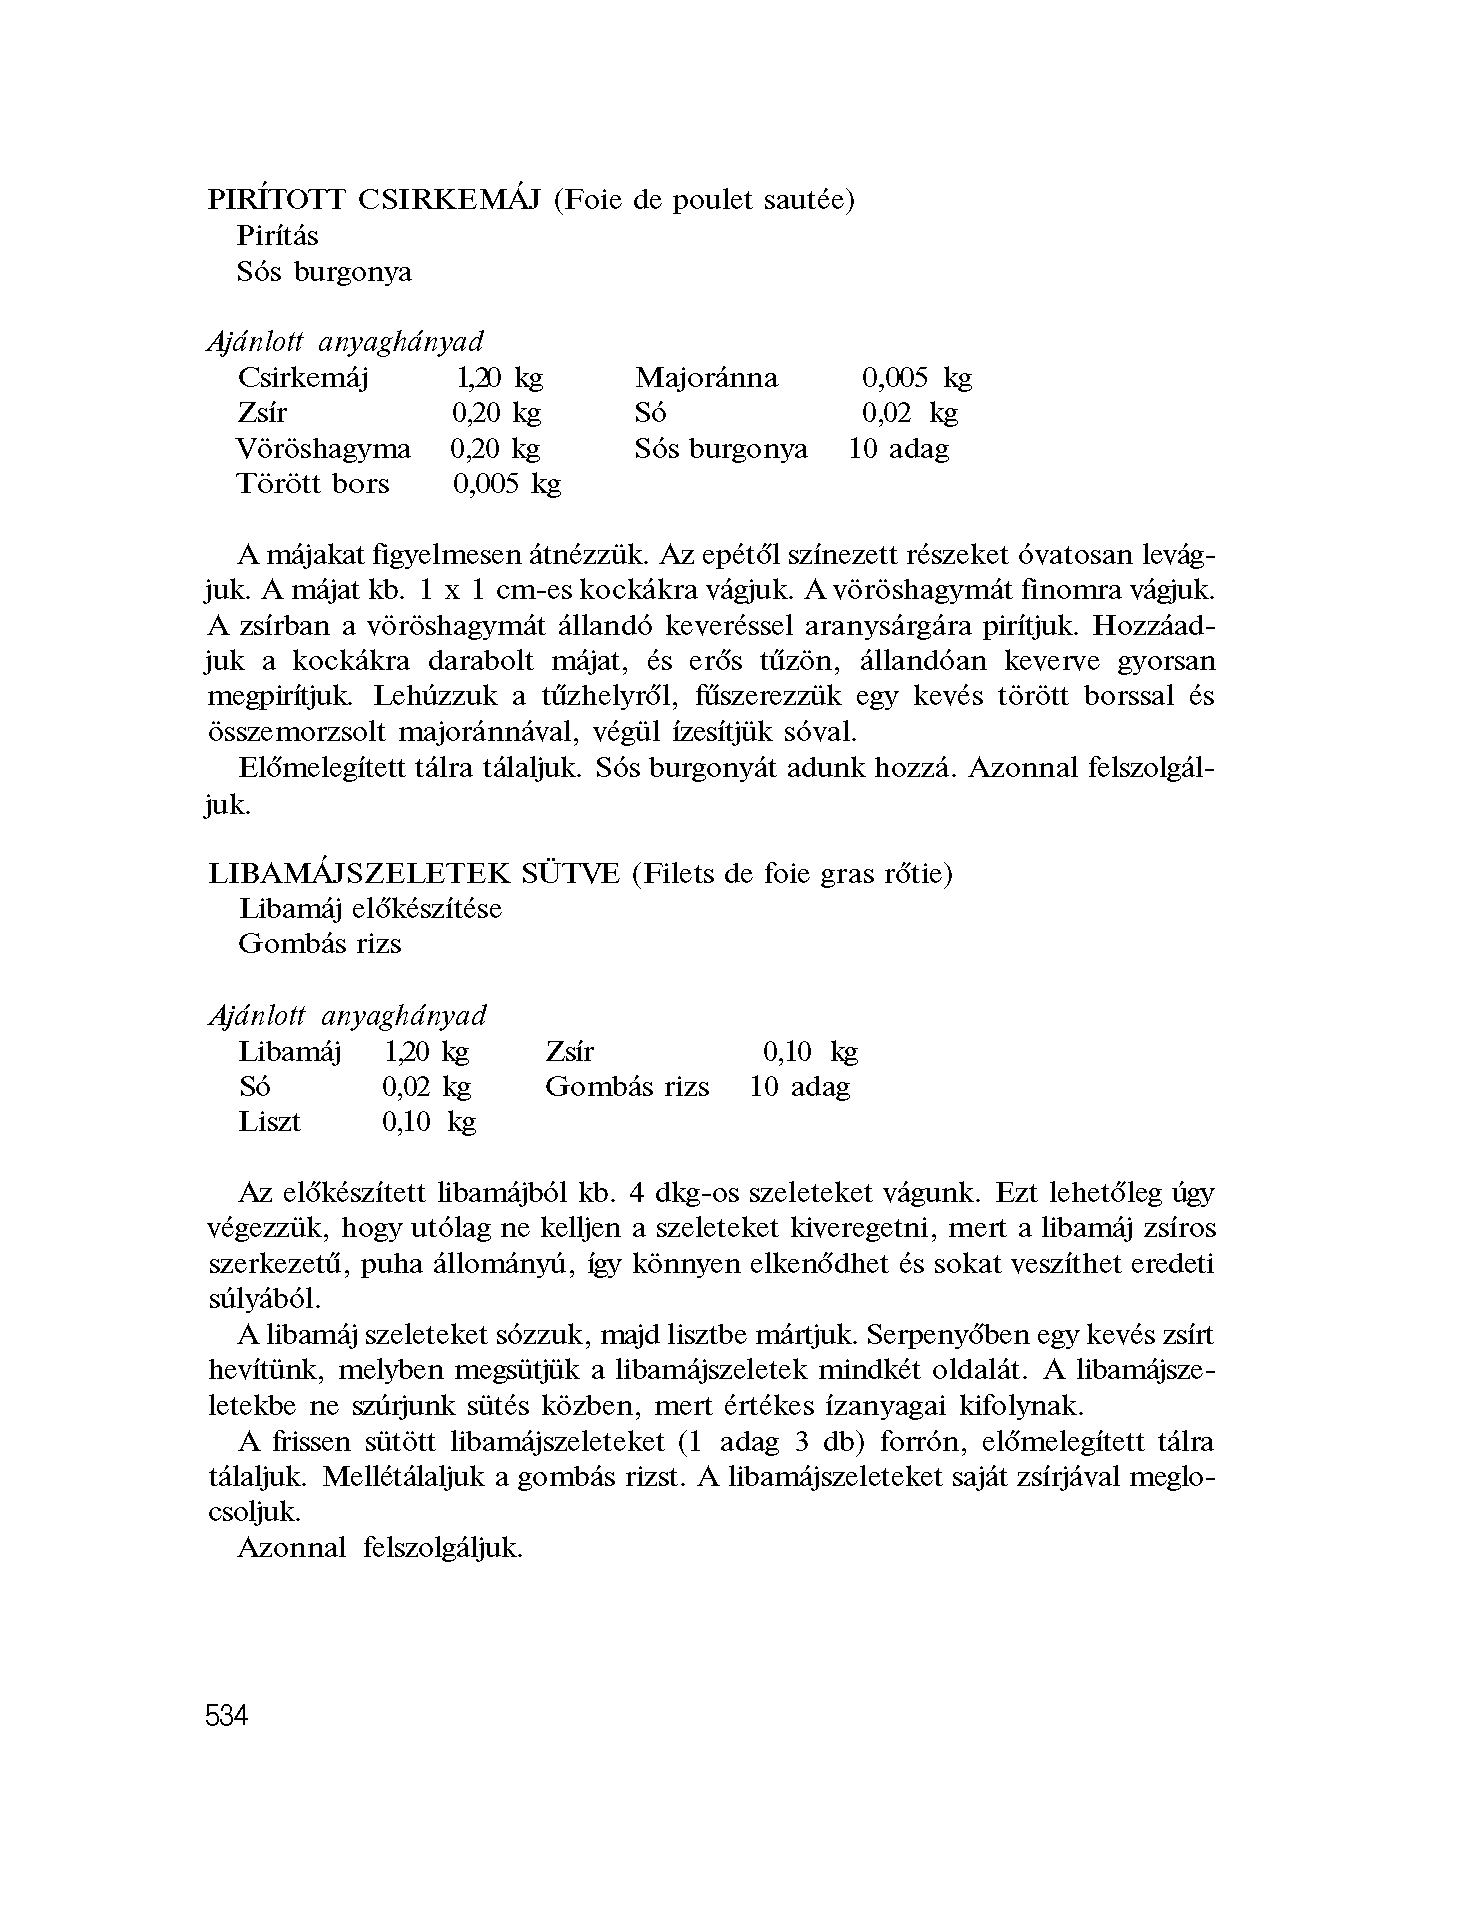 PIRÍTOTT CSIRKEMÁJ (Foie de poulet sautée)
Pirítás
Sós burgonya
Ajánlott anyaghányad
Csirkemáj 1,20 kg Majoránna 0,005 kg
Zsír 0,20 kg Só 0,02 kg
Vöröshagyma 0,20 kg Sós burgonya 10 adag
Törött bors 0,005 kg
A májakat figyelmesen átnézzük. Az epétől színezett részeket óvatosan levág-
juk. A májat kb. 1 x 1 cm-es kockákra vágjuk. A vöröshagymát finomra vágjuk.
A zsírban a vöröshagymát állandó keveréssel aranysárgára pirítjuk. Hozzáad-
juk a kockákra darabolt májat, és erős tűzön, állandóan keverve gyorsan
megpirítjuk. Lehúzzuk a tűzhelyről, fűszerezzük egy kevés törött borssal és
összemorzsolt majoránnával, végül ízesítjük sóval.
Előmelegített tálra tálaljuk. Sós burgonyát adunk hozzá. Azonnal felszolgál-
juk.
LIBAMÁJSZELETEK SÜTVE (Filets de foie gras rőtie)
Libamáj előkészítése
Gombás rizs
Ajánlott anyaghányad
Libamáj 1,20 kg Zsír 0,10 kg
Só 0,02 kg Gombás rizs 10 adag
Liszt 0,10 kg
Az előkészített libamájból kb. 4 dkg-os szeleteket vágunk. Ezt lehetőleg úgy
végezzük, hogy utólag ne kelljen a szeleteket kiveregetni, mert a libamáj zsíros
szerkezetű, puha állományú, így könnyen elkenődhet és sokat veszíthet eredeti
súlyából.
A libamáj szeleteket sózzuk, majd lisztbe mártjuk. Serpenyőben egy kevés zsírt
hevítünk, melyben megsütjük a libamájszeletek mindkét oldalát. A libamájsze-
letekbe ne szúrjunk sütés közben, mert értékes ízanyagai kifolynak.
A frissen sütött libamájszeleteket (1 adag 3 db) forrón, előmelegített tálra
tálaljuk. Mellétálaljuk a gombás rizst. A libamájszeleteket saját zsírjával meglo-
csoljuk.
Azonnal felszolgáljuk.
534